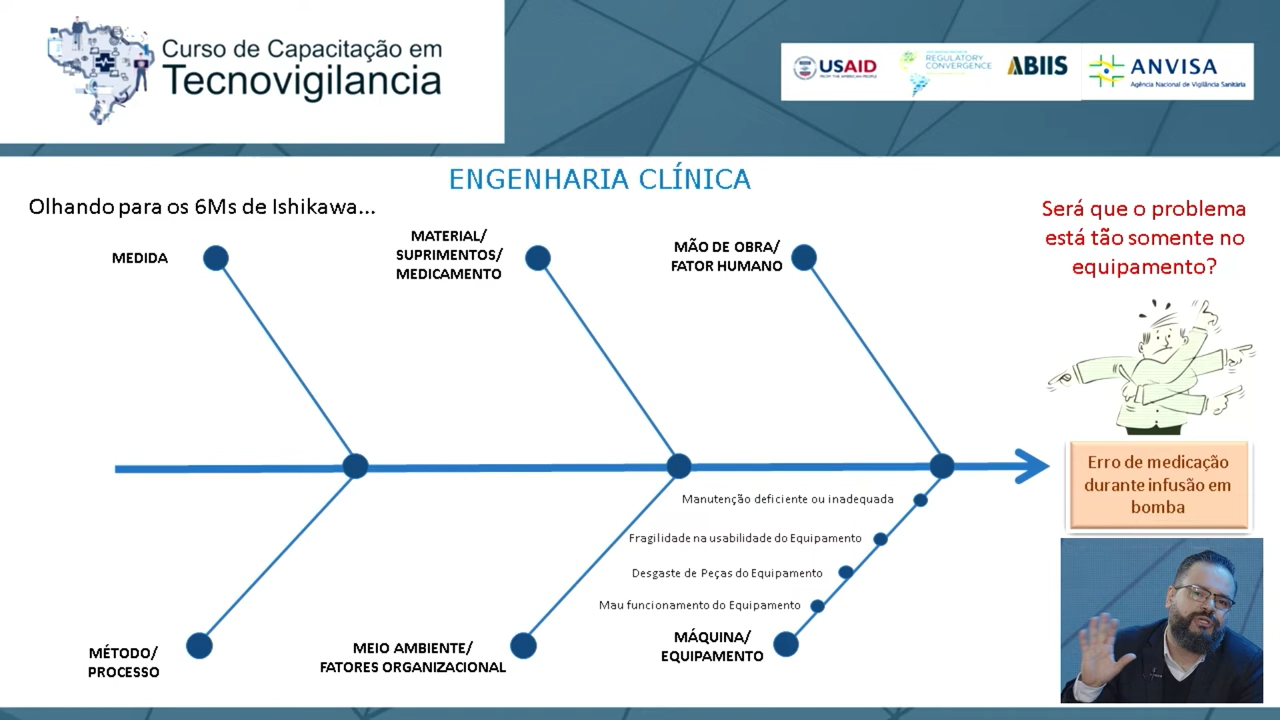 Curso de Capacitação em
Tecnovigilancia
USAID
REGULATORY
CONVERGENCE
ABIIS
ANVISA
Agência Nacional de Vigilância Sanitária
ENGENHARIA CLÍNICA
Olhando para os 6Ms de Ishikawa...
Será que o problema
está tão somente no
equipamento?
MEDIDA
MATERIAL/
SUPRIMENTOS/
MEDICAMENTO
MÃO DE OBRA/
FATOR HUMANO
Erro de medicação
durante infusão em
bomba
Manutenção deficiente ou inadequada
Fragilidade na usabilidade do Equipamento
Desgaste de Peças do Equipamento
Mau funcionamento do Equipamento
MÉTODO/
PROCESSO
MEIO AMBIENTE/
FATORES ORGANIZACIONAL
MÁQUINA/
EQUIPAMENTO